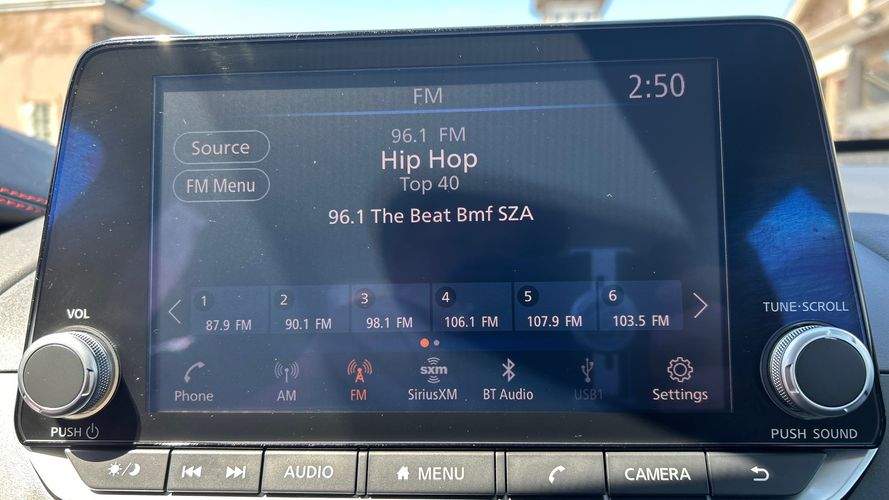 FM
2:50
Source
FM Menu
96.1 FM
Hip Hop
Top 40
96.1 The Beat Bmf SZA
1 2 3 4 5 6
87.9 FM 90.1 FM 98.1 FM 106.1 FM 107.9 FM 103.5 FM
sxm
Phone AM FM SiriusXM BT Audio USB1 Settings
VOL
PUSH
TUNE·SCROLL
PUSH SOUND
AUDIO MENU CAMERA